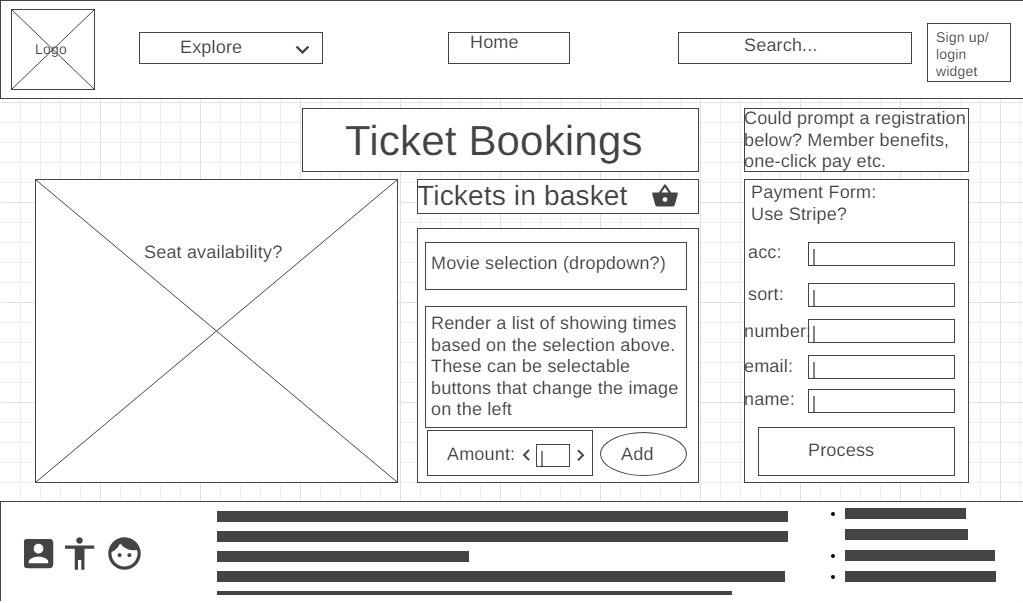 Logo
Explore
Home
Search...
Sign up/
login
widget
Ticket Bookings
Could prompt a registration
below? Member benefits,
one-click pay etc.
Seat availability?
Tickets in basket
Movie selection (dropdown?)
Render a list of showing times
based on the selection above.
These can be selectable
buttons that change the image
on the left
Amount:
Add
Payment Form:
Use Stripe?
acc:
sort:
number:
email:
name:
Process